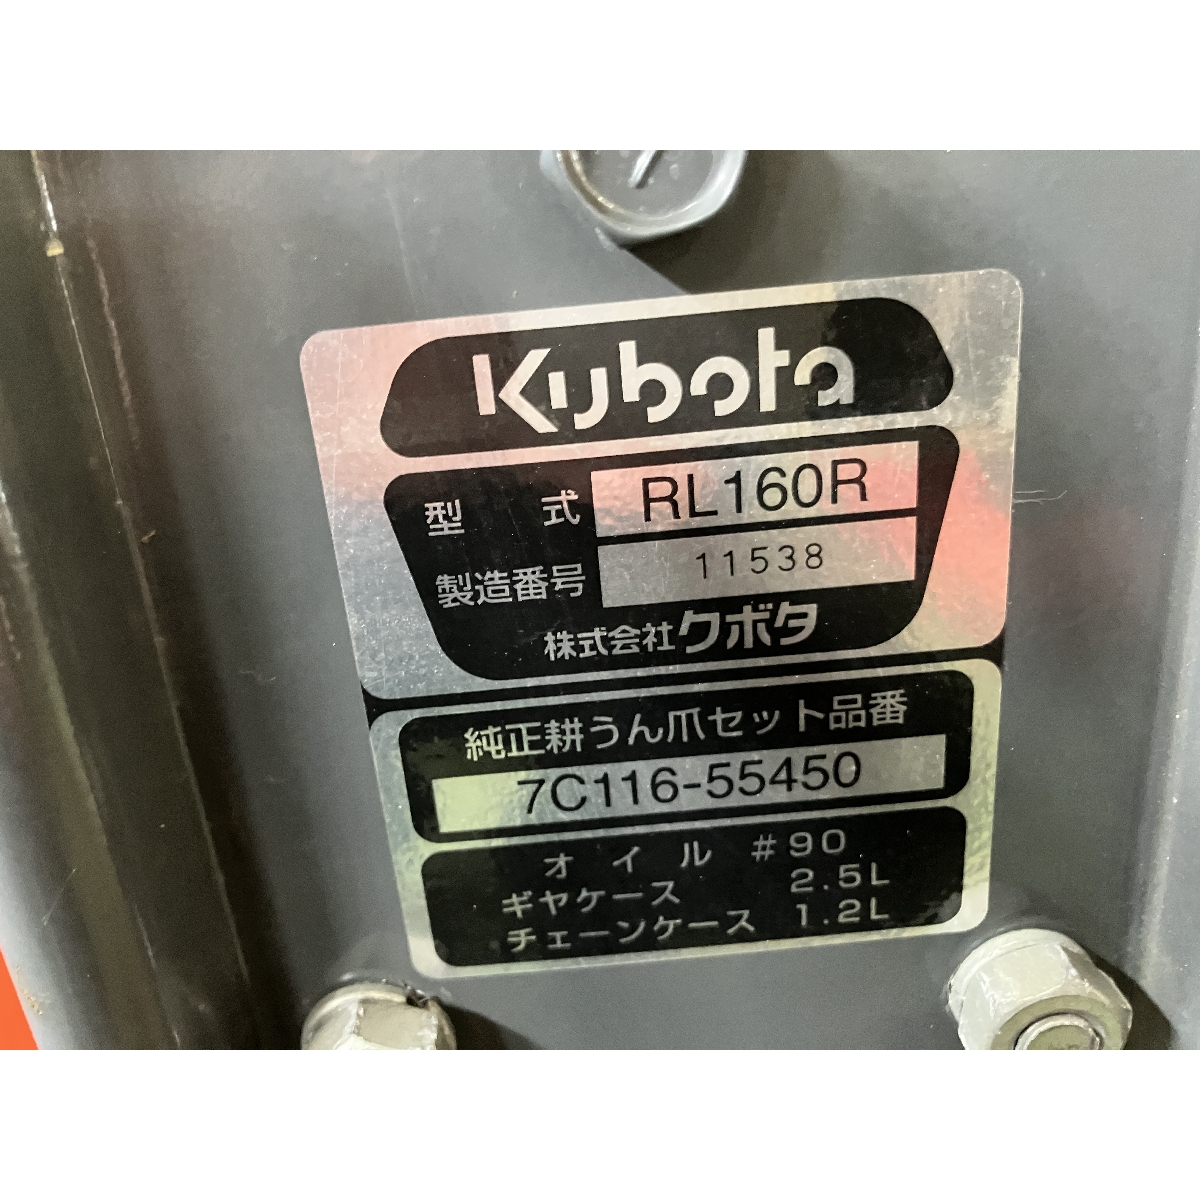 Kubota
型式 RL160R
製造番号 11538
株式会社クボタ
純正耕うん爪セット品番
7C116-55450
オイル #90
ギヤケース 2.5L
チェーンケース 1.2L